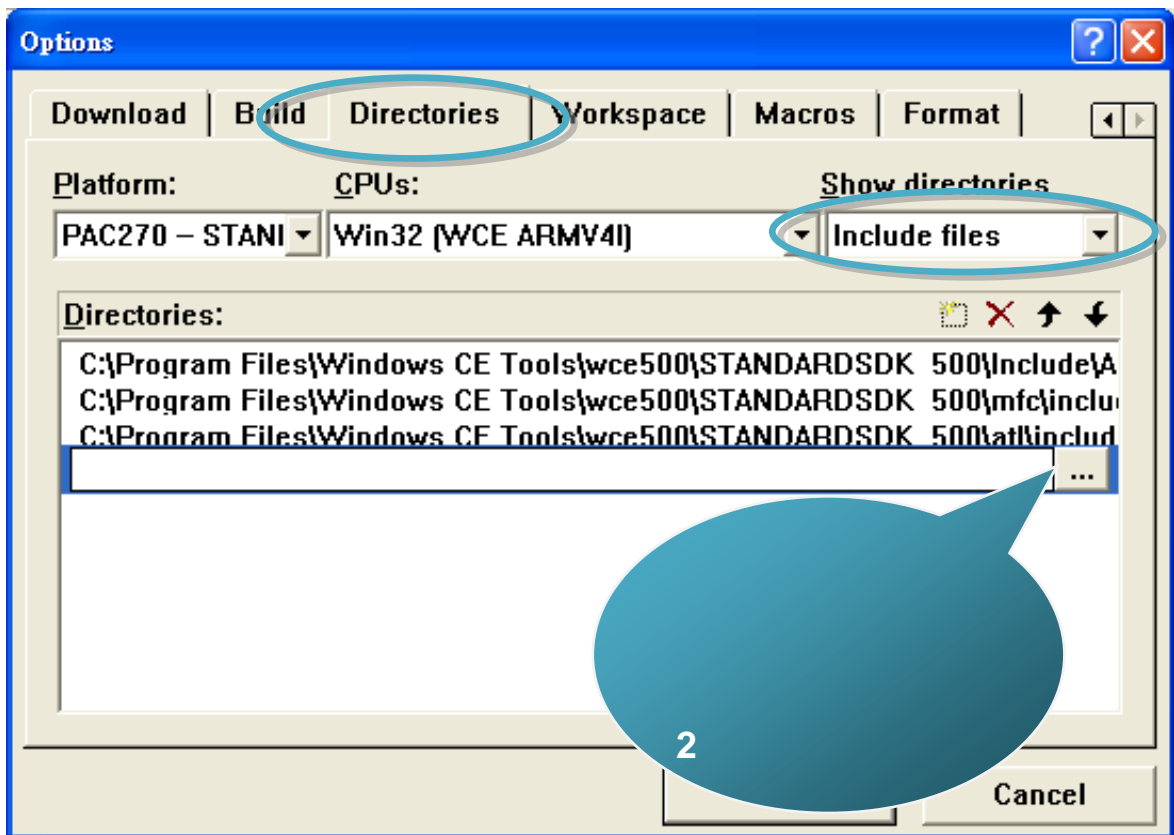 Options
Download Build Directories Workspace Macros Format
Platform: CPUs: Show directories
PAC270 – STANI Win32 (WCE ARMV4I) Include files
Directories:
C:\Program Files\Windows CE Tools\wce500\STANDARDSDK_500\Include\A
C:\Program Files\Windows CE Tools\wce500\STANDARDSDK_500\mfc\inclu
C:\Program Files\Windows CE Tools\wce500\STANDARDSDK_500\atl\includ
...
2
Cancel